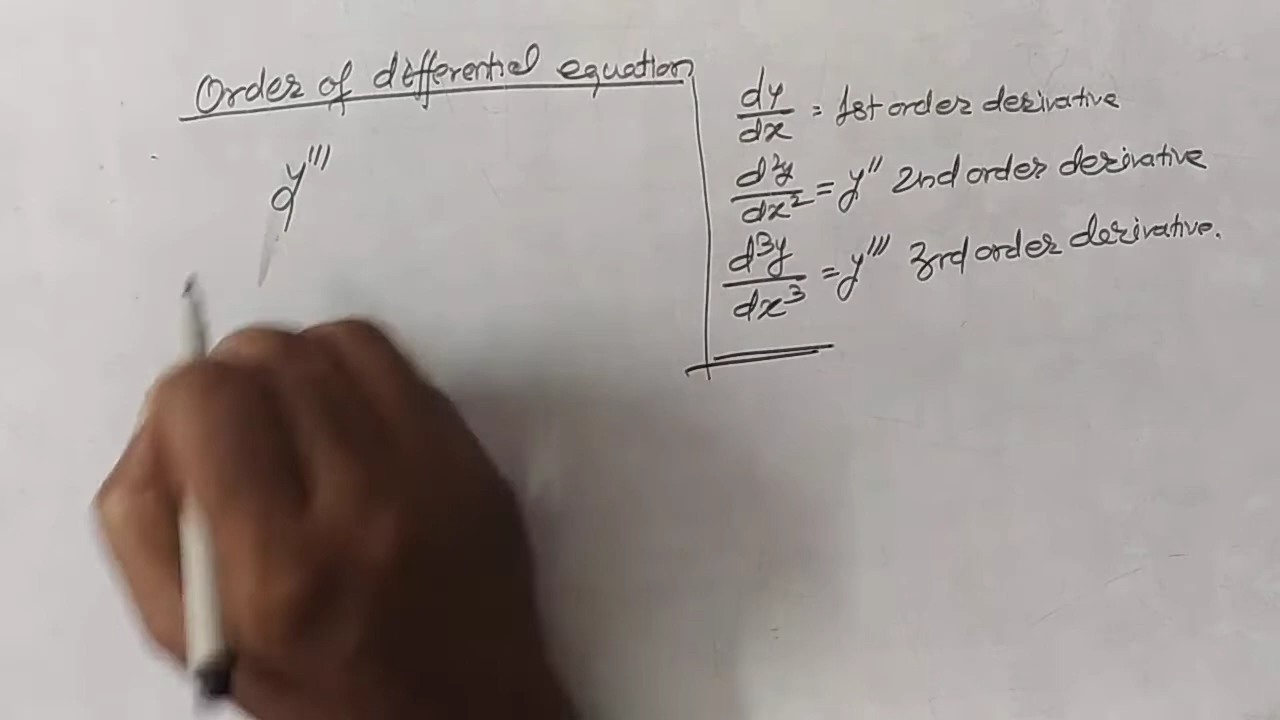 Order of differential equation
y'''
dy/dx = 1st order derivative
d²y/dx² = y'' 2nd order derivative
d³y/dx³ = y''' 3rd order derivative.